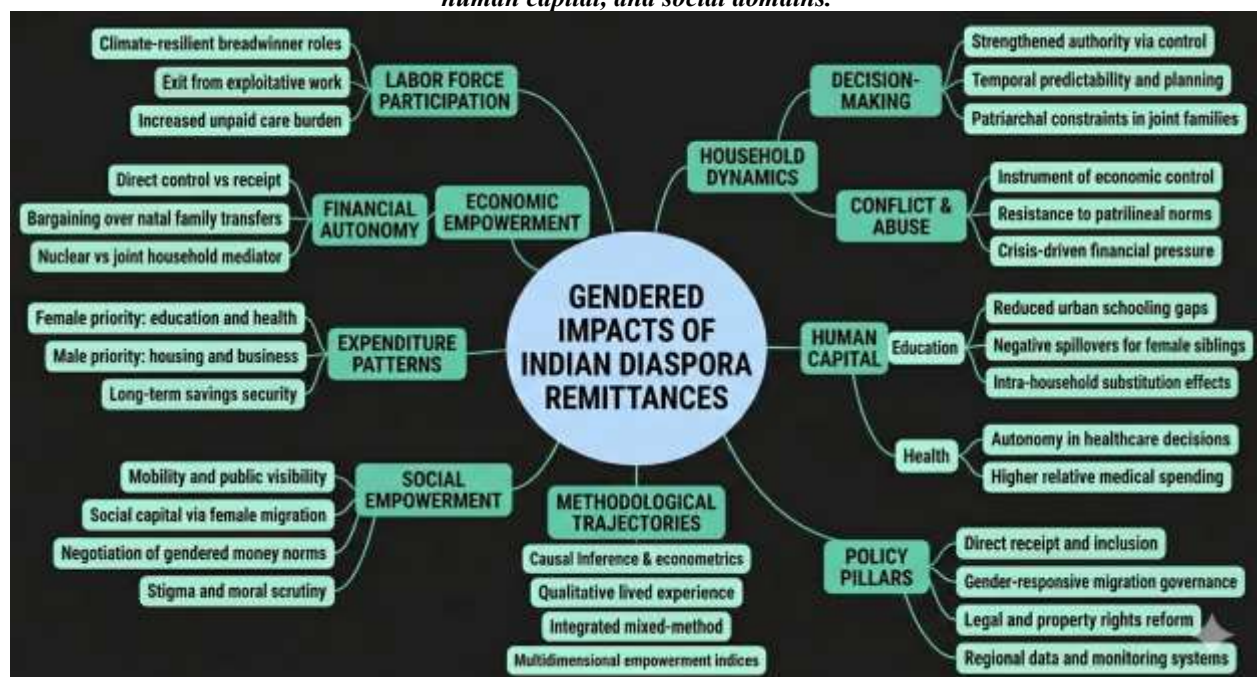 human capital, and social domains.
Climate-resilient breadwinner roles
Exit from exploitative work
Increased unpaid care burden
LABOR FORCE
PARTICIPATION
Direct control vs receipt
Bargaining over natal family transfers
Nuclear vs joint household mediator
FINANCIAL
AUTONOMY
ECONOMIC
EMPOWERMENT
Female priority: education and health
Male priority: housing and business
Long-term savings security
EXPENDITURE
PATTERNS
Mobility and public visibility
Social capital via female migration
Negotiation of gendered money norms
Stigma and moral scrutiny
SOCIAL
EMPOWERMENT
GENDERED
IMPACTS OF
INDIAN DIASPORA
REMITTANCES
METHODOLOGICAL
TRAJECTORIES
Causal Inference & econometrics
Qualitative lived experience
Integrated mixed-method
Multidimensional empowerment indices
HOUSEHOLD
DYNAMICS
DECISION-
MAKING
Strengthened authority via control
Temporal predictability and planning
Patriarchal constraints in joint families
CONFLICT &
ABUSE
Instrument of economic control
Resistance to patrilineal norms
Crisis-driven financial pressure
HUMAN
CAPITAL
Education
Reduced urban schooling gaps
Negative spillovers for female siblings
Intra-household substitution effects
Health
Autonomy in healthcare decisions
Higher relative medical spending
POLICY
PILLARS
Direct receipt and inclusion
Gender-responsive migration governance
Legal and property rights reform
Regional data and monitoring systems